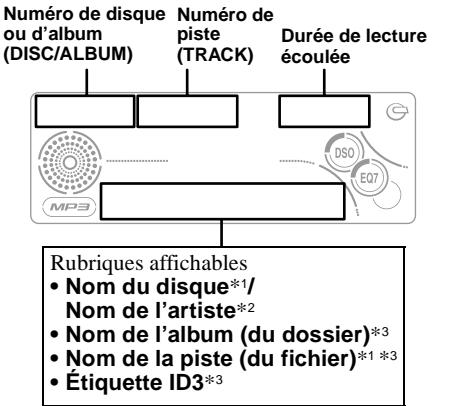 Numéro de disque
ou d'album
(DISC/ALBUM)
Numéro de
piste
(TRACK)
Durée de lecture
écoulée
DSO
EQ7
MP3
Rubriques affichables
• Nom du disque*1/
Nom de l'artiste*2
• Nom de l'album (du dossier)*3
• Nom de la piste (du fichier)*1 *3
• Étiquette ID3*3